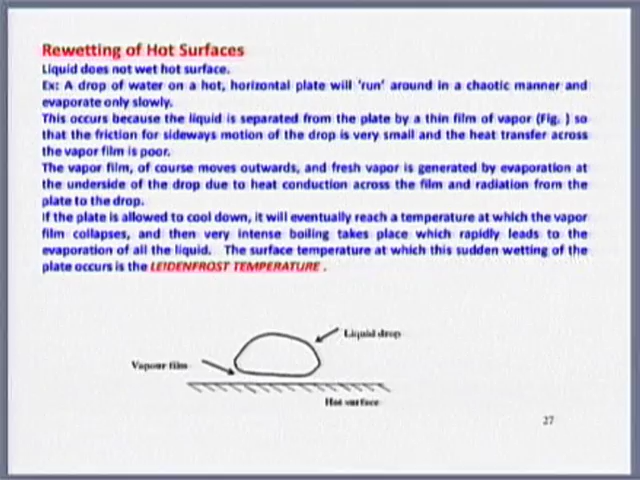 Rewetting of Hot Surfaces
Liquid does not wet hot surface.
Ex: A drop of water on a hot, horizontal plate will 'run' around in a chaotic manner and
evaporate only slowly.
This occurs because the liquid is separated from the plate by a thin film of vapor (Fig. ) so
that the friction for sideways motion of the drop is very small and the heat transfer across
the vapor film is poor.
The vapor film, of course moves outwards, and fresh vapor is generated by evaporation at
the underside of the drop due to heat conduction across the film and radiation from the
plate to the drop.
If the plate is allowed to cool down, it will eventually reach a temperature at which the vapor
film collapses, and then very intense boiling takes place which rapidly leads to the
evaporation of all the liquid. The surface temperature at which this sudden wetting of the
plate occurs is the LEIDENFROST TEMPERATURE .
Liquid drop
Vapour film
Hot surface
27